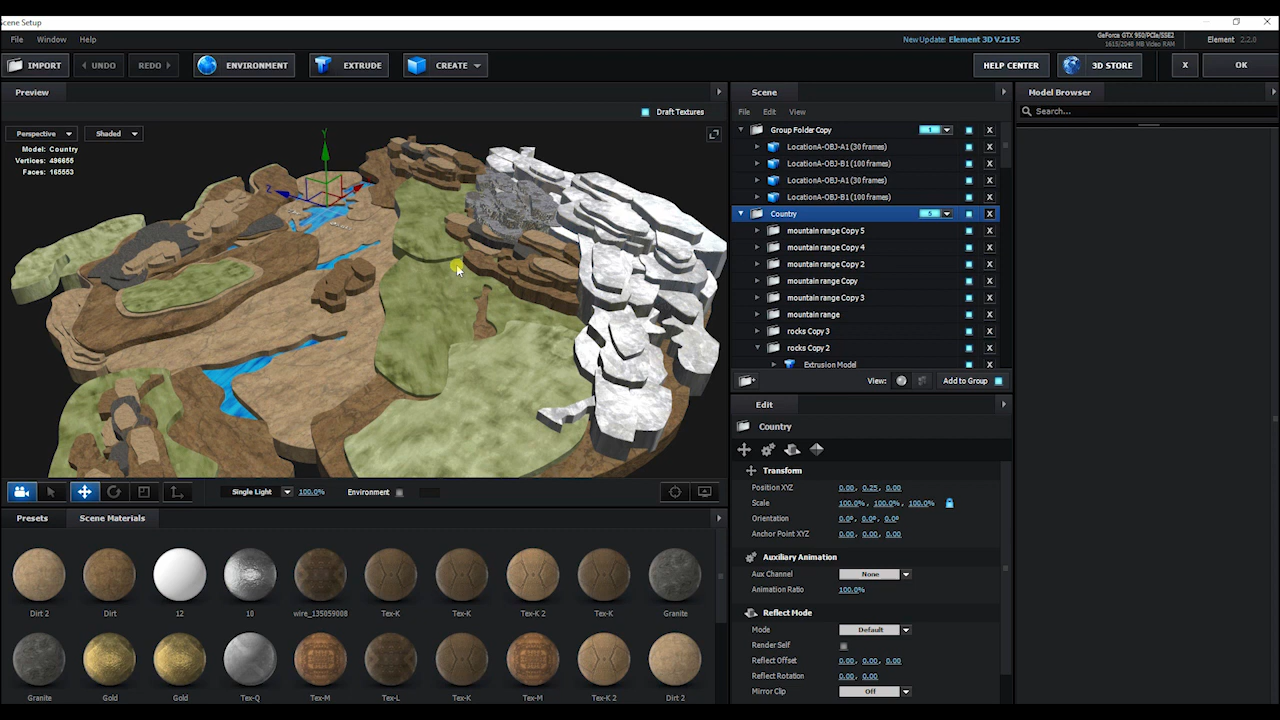 Scene Setup
File Window Help
New Update: Element 3D V.2155
GeForce GTX 950/PCIe/SSE2
1615/2048 MB Video RAM
Element 2.2.0
IMPORT UNDO REDO ENVIRONMENT EXTRUDE CREATE HELP CENTER 3D STORE X OK
Preview
Draft Textures
Perspective Shaded
Model: Country
Vertices: 496655
Faces: 165553
Y
Z
Single Light 100.0% Environment
Presets Scene Materials
Dirt 2 Dirt 12 10 wire_135059008 Tex-K Tex-K Tex-K 2 Tex-K Granite
Granite Gold Gold Tex-Q Tex-M Tex-L Tex-K Tex-M Tex-K 2 Dirt 2
Scene
File Edit View
Group Folder Copy 1 X
LocationA-OBJ-A1 (30 frames) X
LocationA-OBJ-B1 (100 frames) X
LocationA-OBJ-A1 (30 frames) X
LocationA-OBJ-B1 (100 frames) X
Country 5 X
mountain range Copy 5 X
mountain range Copy 4 X
mountain range Copy 2 X
mountain range Copy X
mountain range Copy 3 X
mountain range X
rocks Copy 3 X
rocks Copy 2 X
Extrusion Model X
View: Add to Group
Edit
Country
Transform
Position XYZ 0.00, 0.25, 0.00
Scale 100.0%, 100.0%, 100.0%
Orientation 0.0°, 0.0°, 0.0°
Anchor Point XYZ 0.00, 0.00, 0.00
Auxiliary Animation
Aux Channel None
Animation Ratio 100.0%
Reflect Mode
Mode Default
Render Self
Reflect Offset 0.00, 0.00, 0.00
Reflect Rotation 0.00, 0.00
Mirror Clip Off
Model Browser
Search...